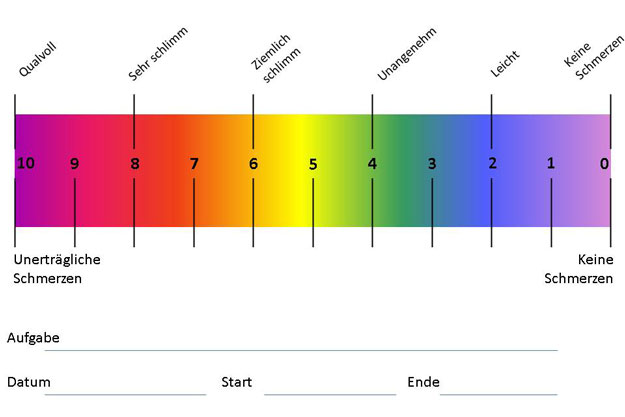 Qualvoll
Sehr schlimm
Ziemlich
schlimm
Unangenehm
Leicht
Keine
Schmerzen
10 9 8 7 6 5 4 3 2 1 0
Unerträgliche
Schmerzen
Keine
Schmerzen
Aufgabe
Datum Start Ende